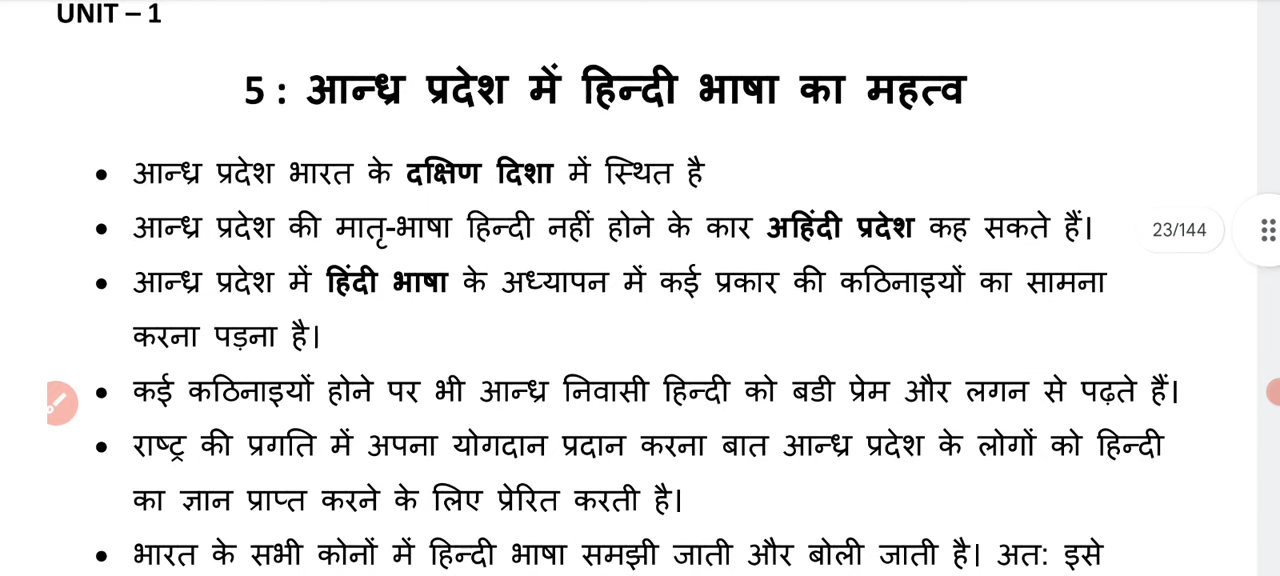 UNIT – 1
5 : आन्ध्र प्रदेश में हिन्दी भाषा का महत्व
• आन्ध्र प्रदेश भारत के दक्षिण दिशा में स्थित है
• आन्ध्र प्रदेश की मातृ-भाषा हिन्दी नहीं होने के कार अहिंदी प्रदेश कह सकते हैं।
23/144
• आन्ध्र प्रदेश में हिंदी भाषा के अध्यापन में कई प्रकार की कठिनाइयों का सामना
करना पड़ना है।
• कई कठिनाइयों होने पर भी आन्ध्र निवासी हिन्दी को बडी प्रेम और लगन से पढ़ते हैं।
• राष्ट्र की प्रगति में अपना योगदान प्रदान करना बात आन्ध्र प्रदेश के लोगों को हिन्दी
का ज्ञान प्राप्त करने के लिए प्रेरित करती है।
• भारत के सभी कोनों में हिन्दी भाषा समझी जाती और बोली जाती है। अत: इसे